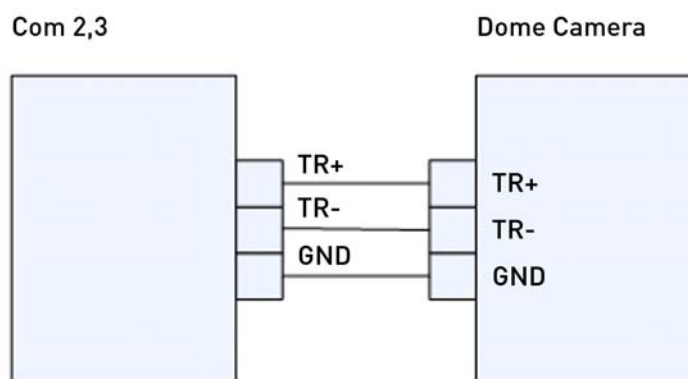 Com 2,3
Dome Camera
TR+
TR-
GND
TR+
TR-
GND